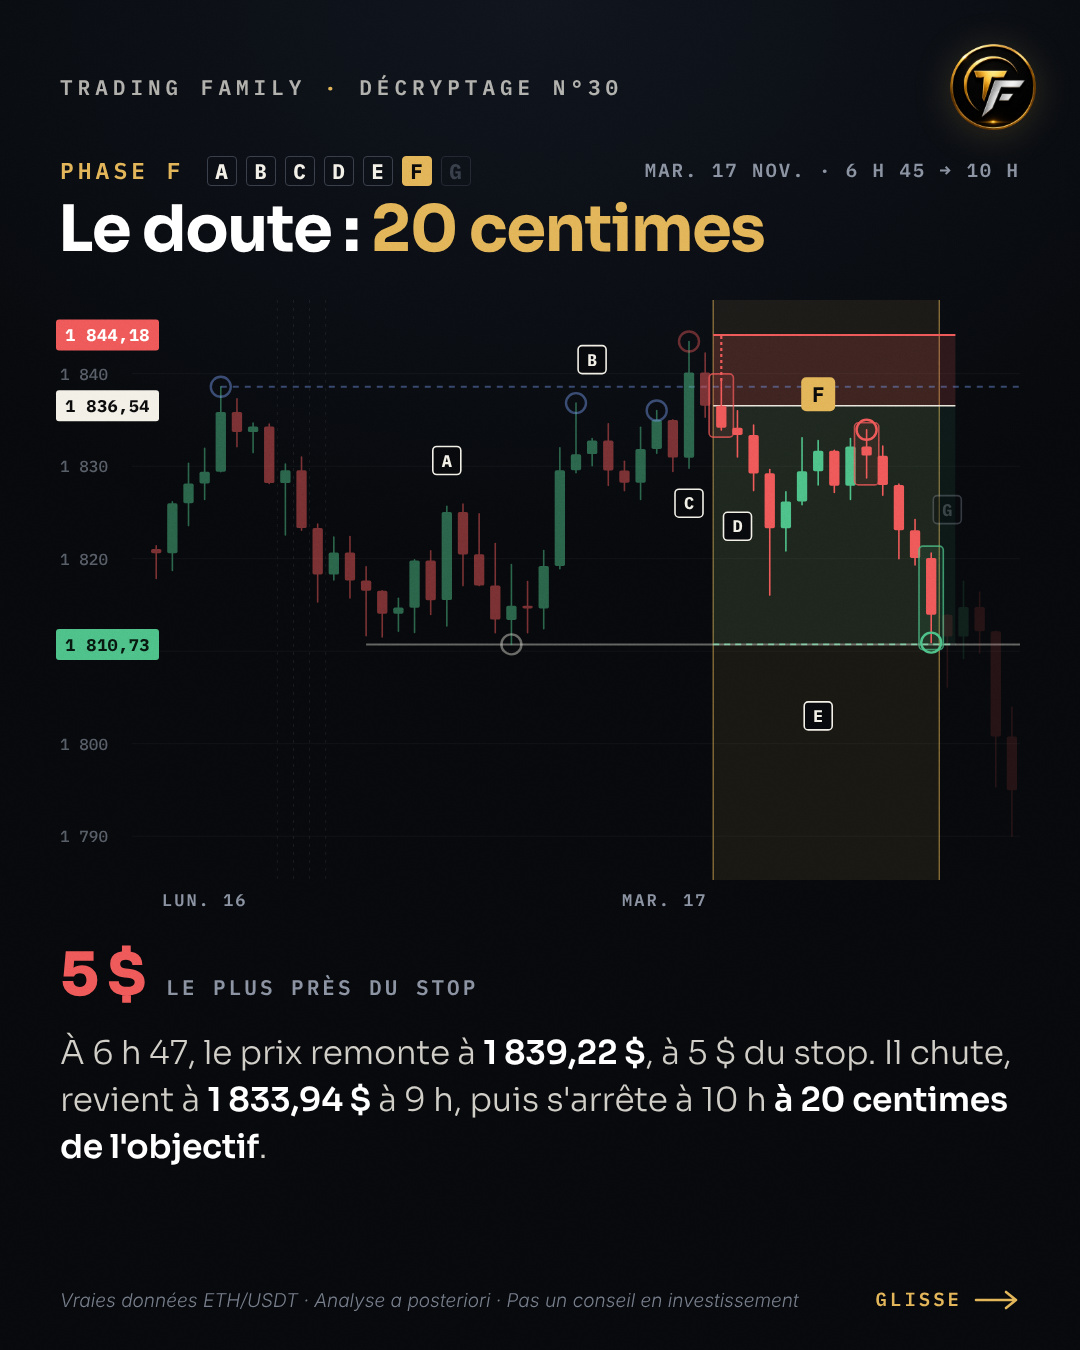 TRADING FAMILY · DÉCRYPTAGE N°30
TF
PHASE F A B C D E F G
MAR. 17 NOV. · 6 H 45 → 10 H
Le doute : 20 centimes
1 844,18
1 840
1 836,54
1 830
1 820
1 810,73
1 800
1 790
B
F
A
C
D
G
E
LUN. 16
MAR. 17
5 $ LE PLUS PRÈS DU STOP
À 6 h 47, le prix remonte à 1 839,22 $, à 5 $ du stop. Il chute,
revient à 1 833,94 $ à 9 h, puis s'arrête à 10 h à 20 centimes
de l'objectif.
Vraies données ETH/USDT · Analyse a posteriori · Pas un conseil en investissement
GLISSE →